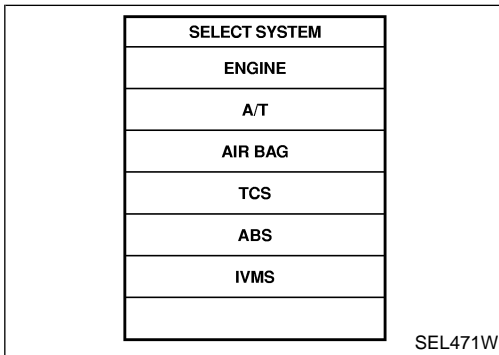 SELECT SYSTEM
ENGINE
A/T
AIR BAG
TCS
ABS
IVMS
SEL471W